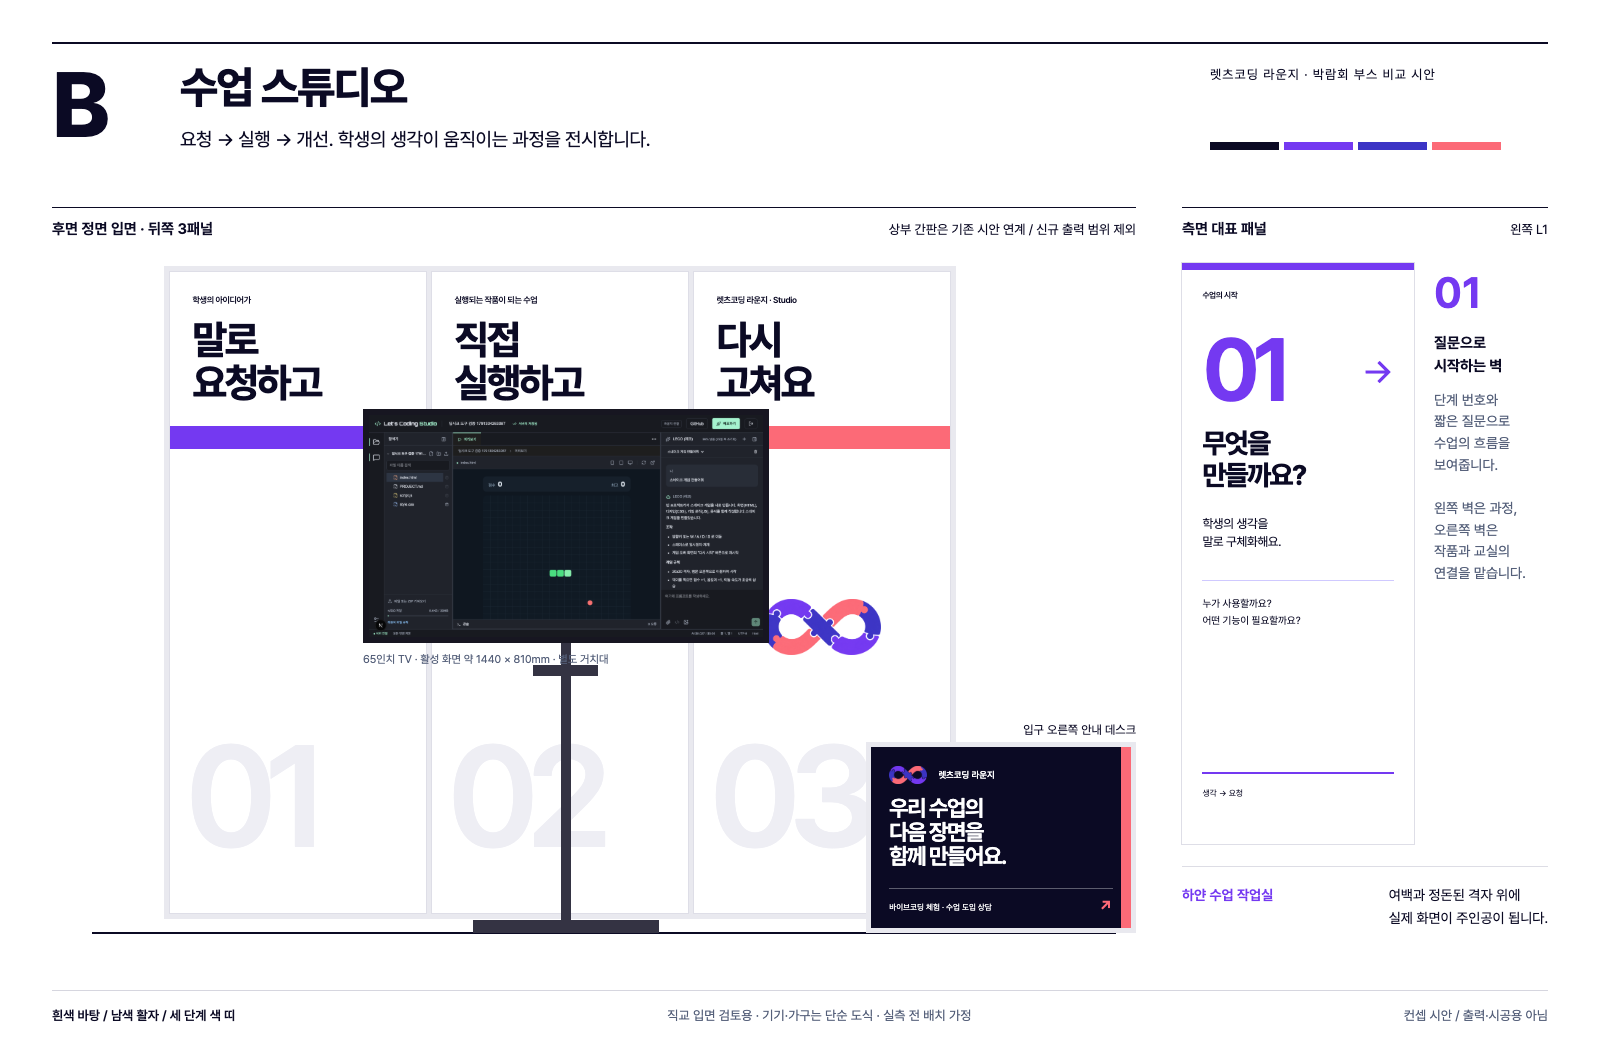 B
수업 스튜디오
요청 → 실행 → 개선. 학생의 생각이 움직이는 과정을 전시합니다.
렛츠코딩 라운지 · 박람회 부스 비교 시안
후면 정면 입면 · 뒤쪽 3패널
상부 간판은 기존 시안 연계 / 신규 출력 범위 제외
학생의 아이디어가
말로
요청하고
실행되는 작품이 되는 수업
직접
실행하고
렛츠코딩 라운지 · Studio
다시
고쳐요
Let's Coding Studio
GitHub
index.html
65인치 TV · 활성 화면 약 1440 × 810mm · 별도 거치대
01
02
03
입구 오른쪽 안내 데스크
렛츠코딩 라운지
우리 수업의
다음 장면을
함께 만들어요.
바이브코딩 체험 · 수업 도입 상담
측면 대표 패널
왼쪽 L1
수업의 시작
01
→
무엇을
만들까요?
학생의 생각을
말로 구체화해요.
누가 사용할까요?
어떤 기능이 필요할까요?
생각 → 요청
01
질문으로
시작하는 벽
단계 번호와
짧은 질문으로
수업의 흐름을
보여줍니다.
왼쪽 벽은 과정,
오른쪽 벽은
작품과 교실의
연결을 맡습니다.
하얀 수업 작업실
여백과 정돈된 격자 위에
실제 화면이 주인공이 됩니다.
흰색 바탕 / 남색 활자 / 세 단계 색 띠
직교 입면 검토용 · 기기·가구는 단순 도식 · 실측 전 배치 가정
컨셉 시안 / 출력·시공용 아님